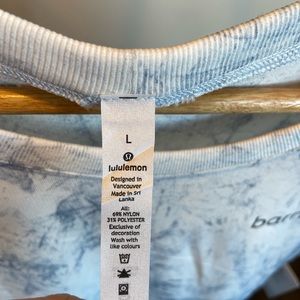 L
lululemon
Designed in
Vancouver
Made in Sri
Lanka
All:
69% NYLON
31% POLYESTER
Exclusive of
decoration
Wash with
like colours
barr